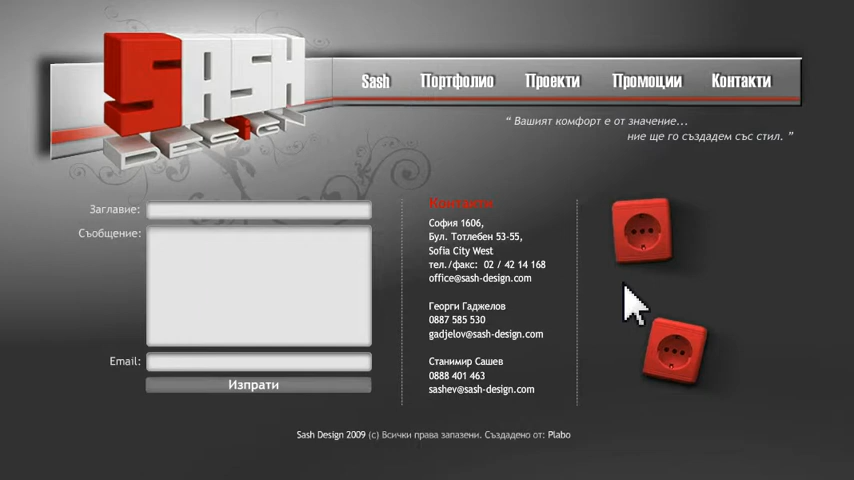 SASH
DESIGN
Sash Портфолио Проекти Промоции Контакти
“ Вашият комфорт е от значение...
ние ще го създадем със стил. ”
Заглавие:
Съобщение:
Email:
Изпрати
Контакти
София 1606,
Бул. Тотлебен 53-55,
Sofia City West
тел./факс: 02 / 42 14 168
office@sash-design.com
Георги Гаджелов
0887 585 530
gadjelov@sash-design.com
Станимир Сашев
0888 401 463
sashev@sash-design.com
Sash Design 2009 (c) Всички права запазени. Създадено от: Plabo